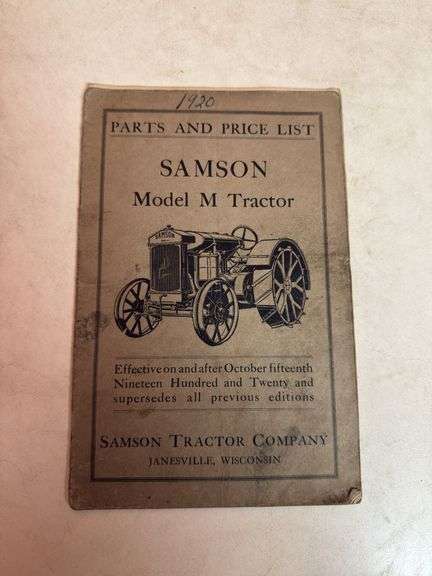 1920
PARTS AND PRICE LIST
SAMSON
Model M Tractor
SAMSON
Effective on and after October fifteenth
Nineteen Hundred and Twenty and
supersedes all previous editions
SAMSON TRACTOR COMPANY
JANESVILLE, WISCONSIN